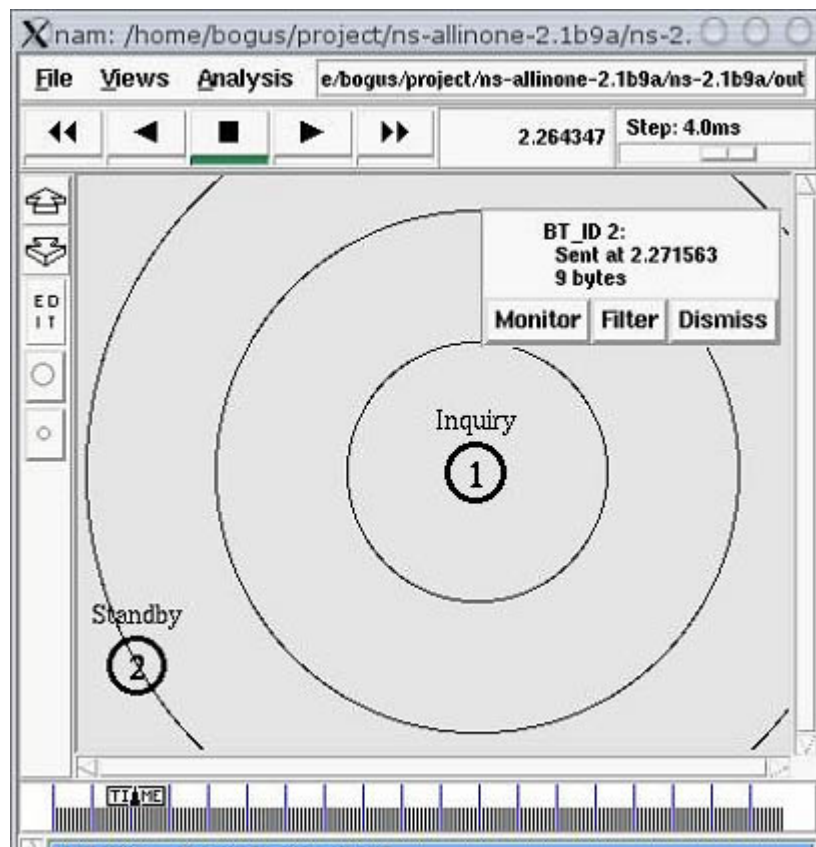 nam: /home/bogus/project/ns-allinone-2.1b9a/ns-2.
File Views Analysis e/bogus/project/ns-allinone-2.1b9a/ns-2.1b9a/out
2.264347 Step: 4.0ms
BT_ID 2:
Sent at 2.271563
9 bytes
Monitor Filter Dismiss
ED
IT
Inquiry
1
Standby
2
TIME